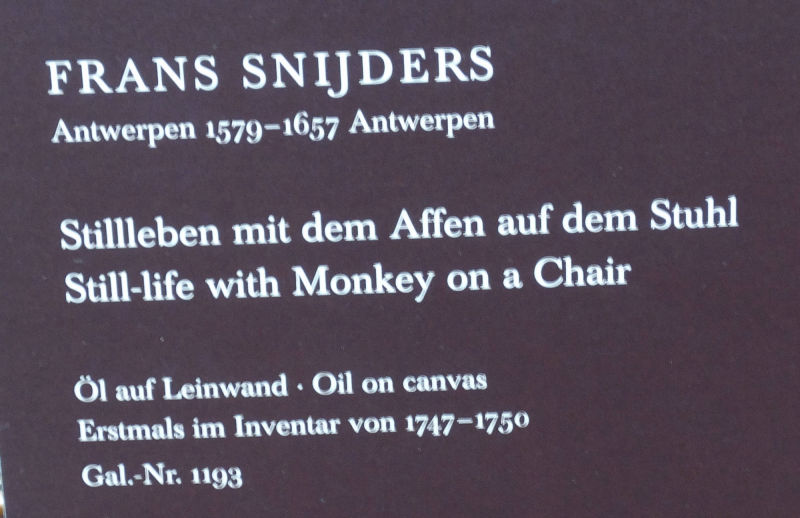 FRANS SNIJDERS
Antwerpen 1579–1657 Antwerpen
Stillleben mit dem Affen auf dem Stuhl
Still-life with Monkey on a Chair
Öl auf Leinwand · Oil on canvas
Erstmals im Inventar von 1747–1750
Gal.-Nr. 1193